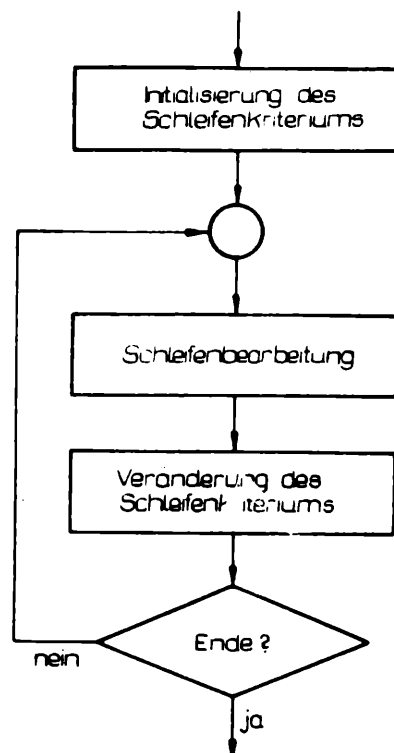 Initialisierung des
Schleifenkriteriums
Schleifenbearbeitung
Veränderung des
Schleifenkriteriums
Ende?
nein
ja